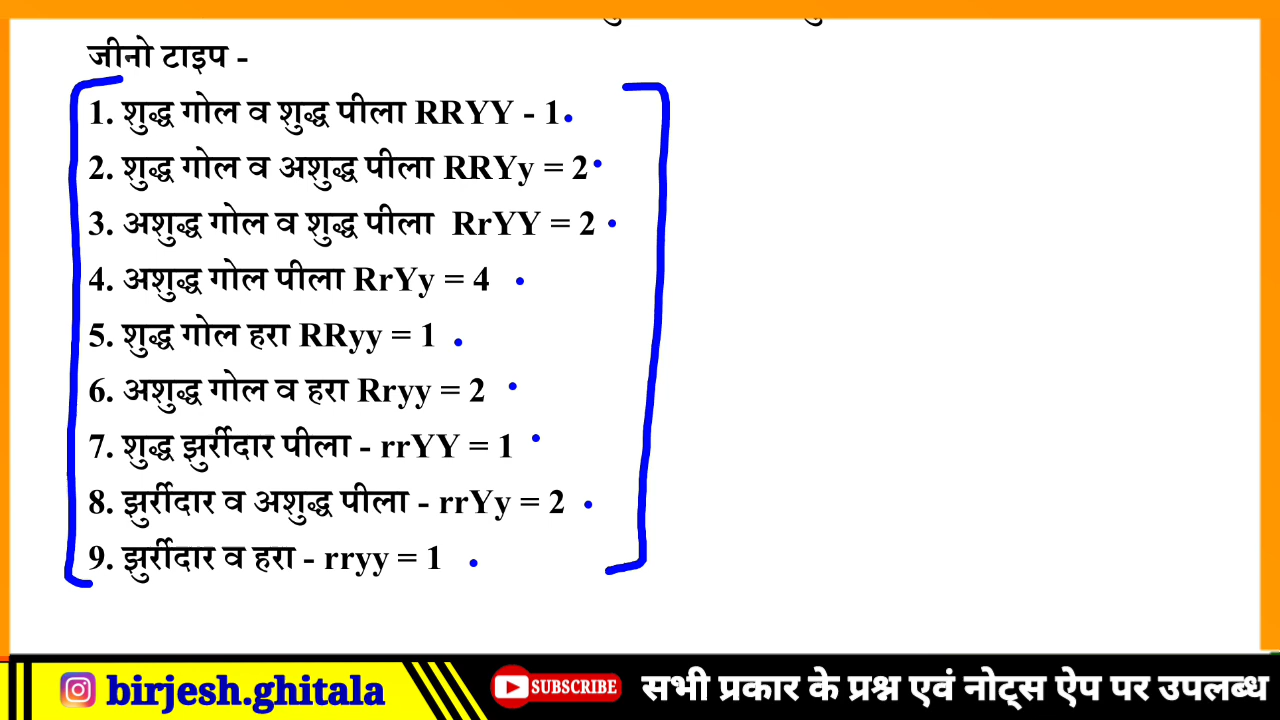 जीनो टाइप -
1. शुद्ध गोल व शुद्ध पीला RRYY - 1
2. शुद्ध गोल व अशुद्ध पीला RRYy = 2
3. अशुद्ध गोल व शुद्ध पीला RrYY = 2
4. अशुद्ध गोल पीला RrYy = 4
5. शुद्ध गोल हरा RRyy = 1
6. अशुद्ध गोल व हरा Rryy = 2
7. शुद्ध झुर्रीदार पीला - rrYY = 1
8. झुर्रीदार व अशुद्ध पीला - rrYy = 2
9. झुर्रीदार व हरा - rryy = 1
birjesh.ghitala SUBSCRIBE सभी प्रकार के प्रश्न एवं नोट्स ऐप पर उपलब्ध